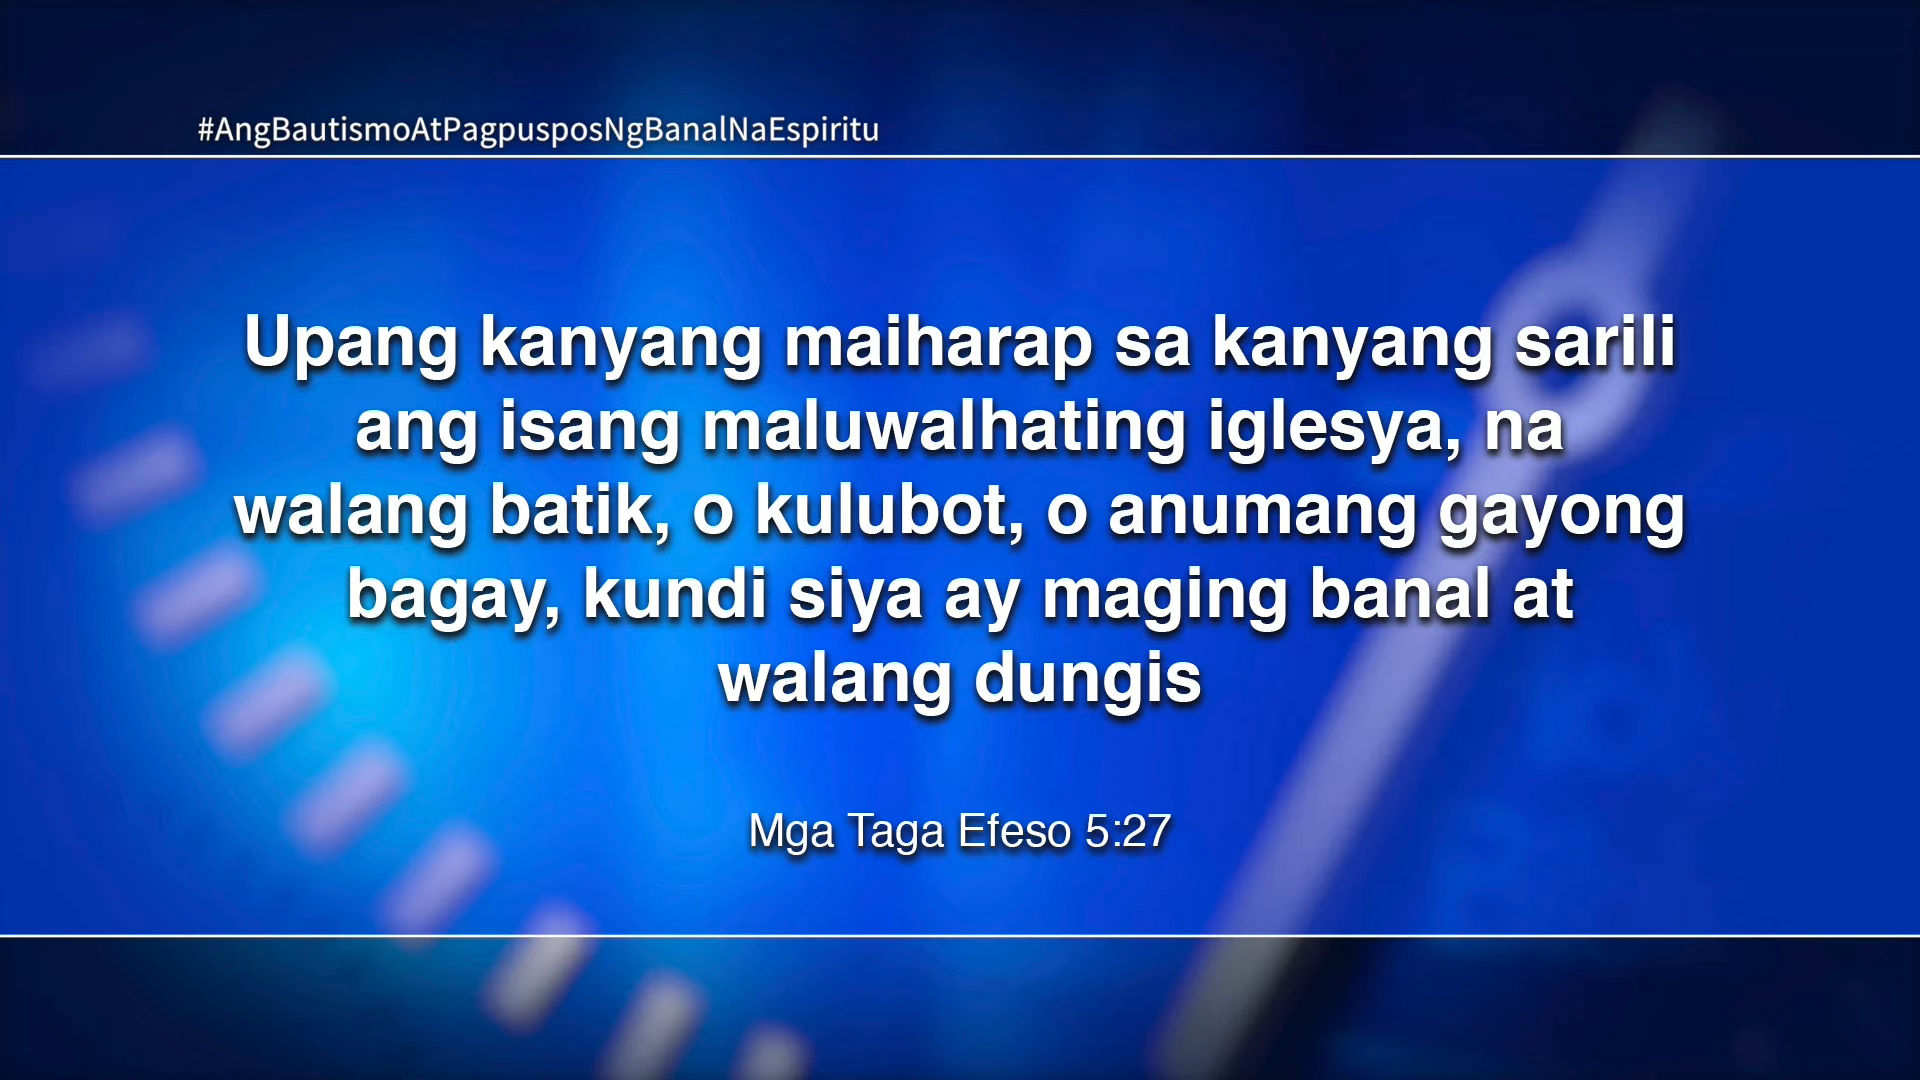 #AngBautismoAtPagpusposNgBanalNaEspiritu
Upang kanyang maiharap sa kanyang sarili
ang isang maluwalhating iglesya, na
walang batik, o kulubot, o anumang gayong
bagay, kundi siya ay maging banal at
walang dungis
Mga Taga Efeso 5:27